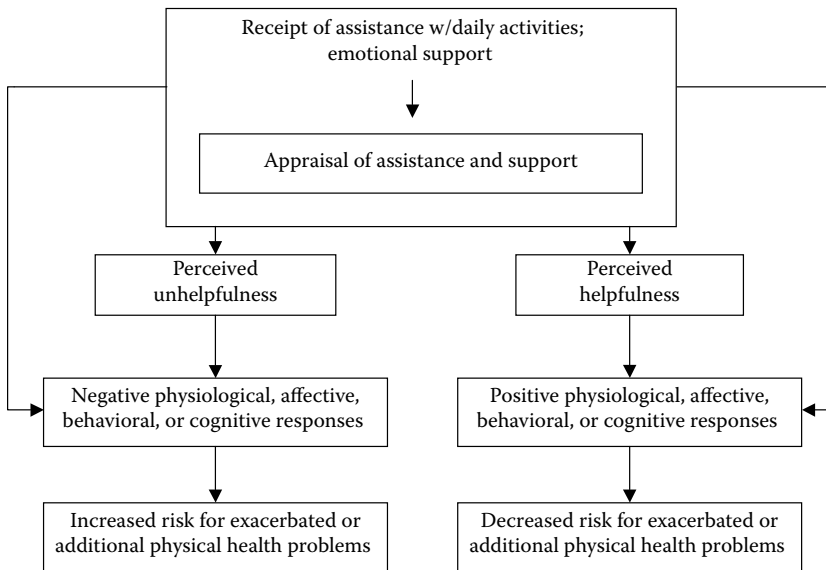 Receipt of assistance w/daily activities;
emotional support
Appraisal of assistance and support
Perceived
unhelpfulness
Perceived
helpfulness
Negative physiological, affective,
behavioral, or cognitive responses
Positive physiological, affective,
behavioral, or cognitive responses
Increased risk for exacerbated or
additional physical health problems
Decreased risk for exacerbated or
additional physical health problems